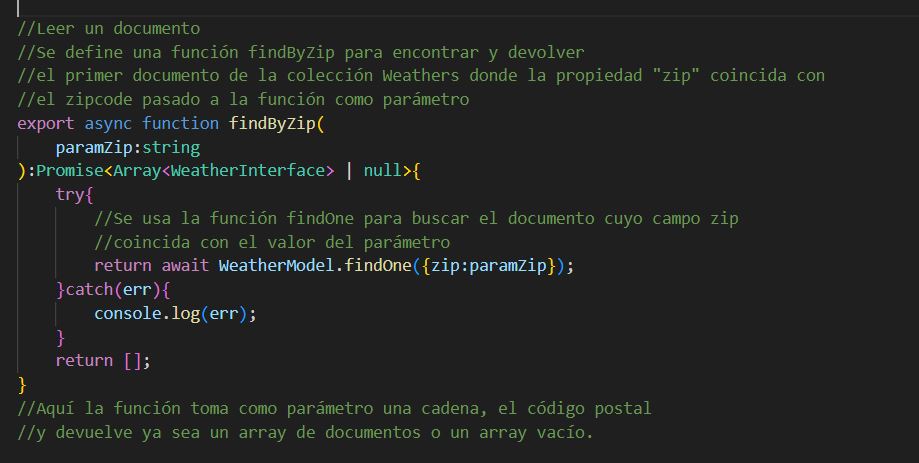 //Leer un documento
//Se define una función findByZip para encontrar y devolver
//el primer documento de la colección Weathers donde la propiedad "zip" coincida con
//el zipcode pasado a la función como parámetro
export async function findByZip(
    paramZip:string
):Promise<Array<WeatherInterface> | null>{
    try{
        //Se usa la función findOne para buscar el documento cuyo campo zip
        //coincida con el valor del parámetro
        return await WeatherModel.findOne({zip:paramZip});
    }catch(err){
        console.log(err);
    }
    return [];
}
//Aquí la función toma como parámetro una cadena, el código postal
//y devuelve ya sea un array de documentos o un array vacío.